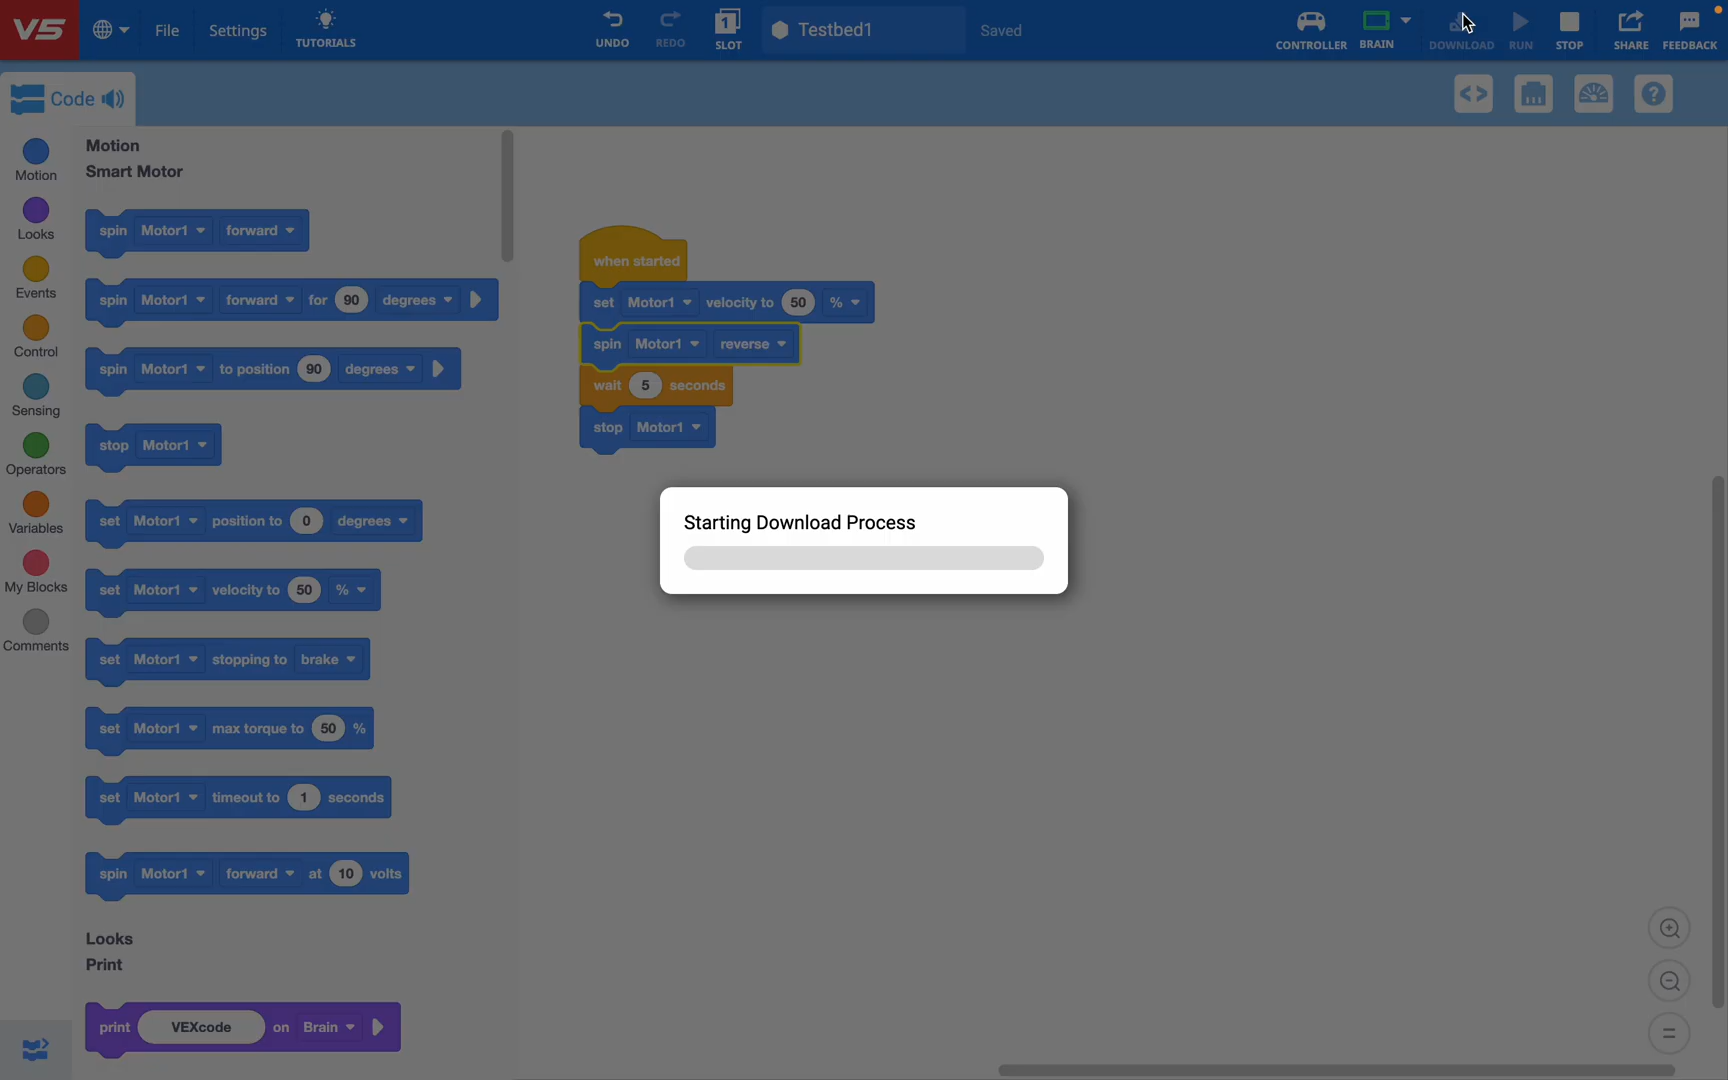 V5
File
Settings
TUTORIALS
UNDO
REDO
1
SLOT
Testbed1
Saved
CONTROLLER
BRAIN
DOWNLOAD
RUN
STOP
SHARE
FEEDBACK
Code
Motion
Looks
Events
Control
Sensing
Operators
Variables
My Blocks
Comments
Motion
Smart Motor
spin Motor1 forward
spin Motor1 forward for 90 degrees
spin Motor1 to position 90 degrees
stop Motor1
set Motor1 position to 0 degrees
set Motor1 velocity to 50 %
set Motor1 stopping to brake
set Motor1 max torque to 50 %
set Motor1 timeout to 1 seconds
spin Motor1 forward at 10 volts
Looks
Print
print VEXcode on Brain
when started
set Motor1 velocity to 50 %
spin Motor1 reverse
wait 5 seconds
stop Motor1
Starting Download Process